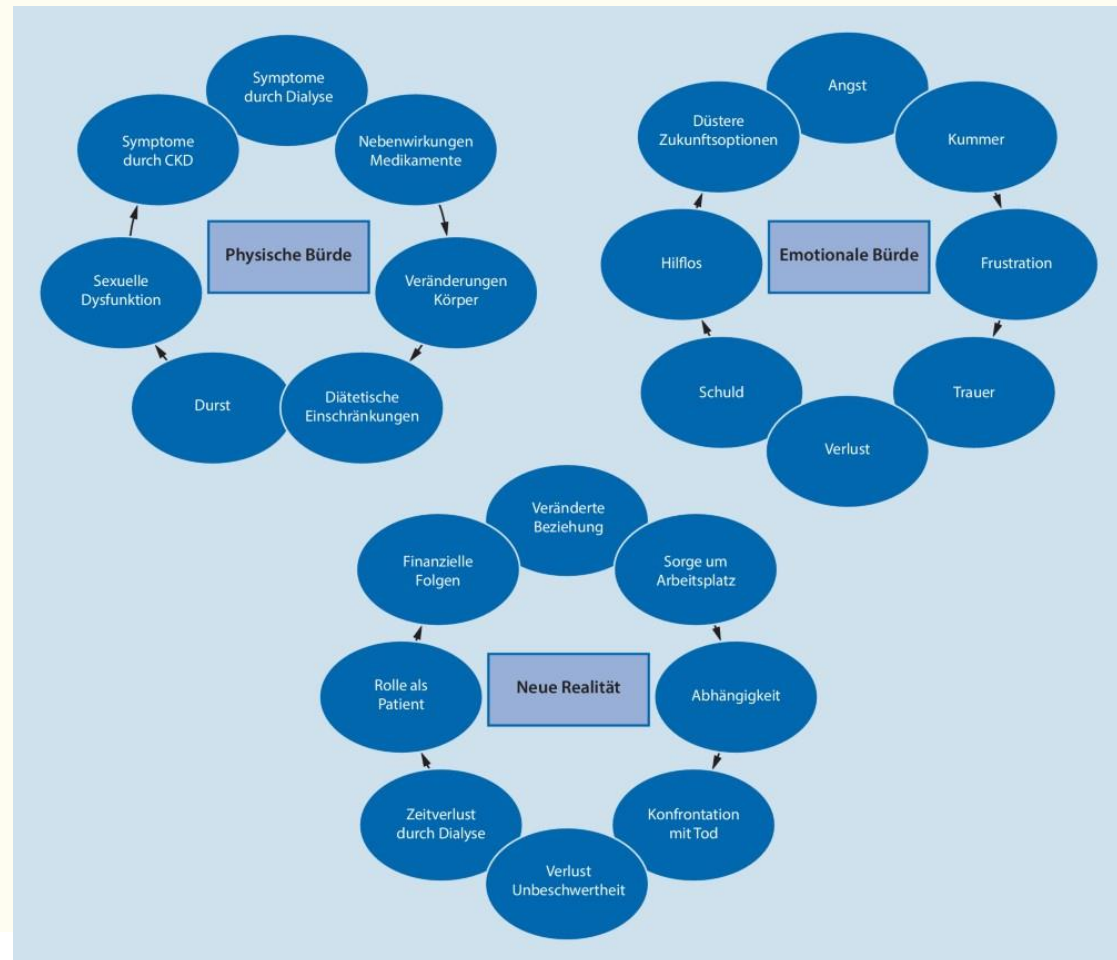 Symptome
durch Dialyse
Nebenwirkungen
Medikamente
Veränderungen
Körper
Diätetische
Einschränkungen
Durst
Sexuelle
Dysfunktion
Symptome
durch CKD
Physische Bürde
Angst
Kummer
Frustration
Trauer
Verlust
Schuld
Hilflos
Düstere
Zukunftsoptionen
Emotionale Bürde
Veränderte
Beziehung
Sorge um
Arbeitsplatz
Abhängigkeit
Konfrontation
mit Tod
Verlust
Unbeschwertheit
Zeitverlust
durch Dialyse
Rolle als
Patient
Finanzielle
Folgen
Neue Realität